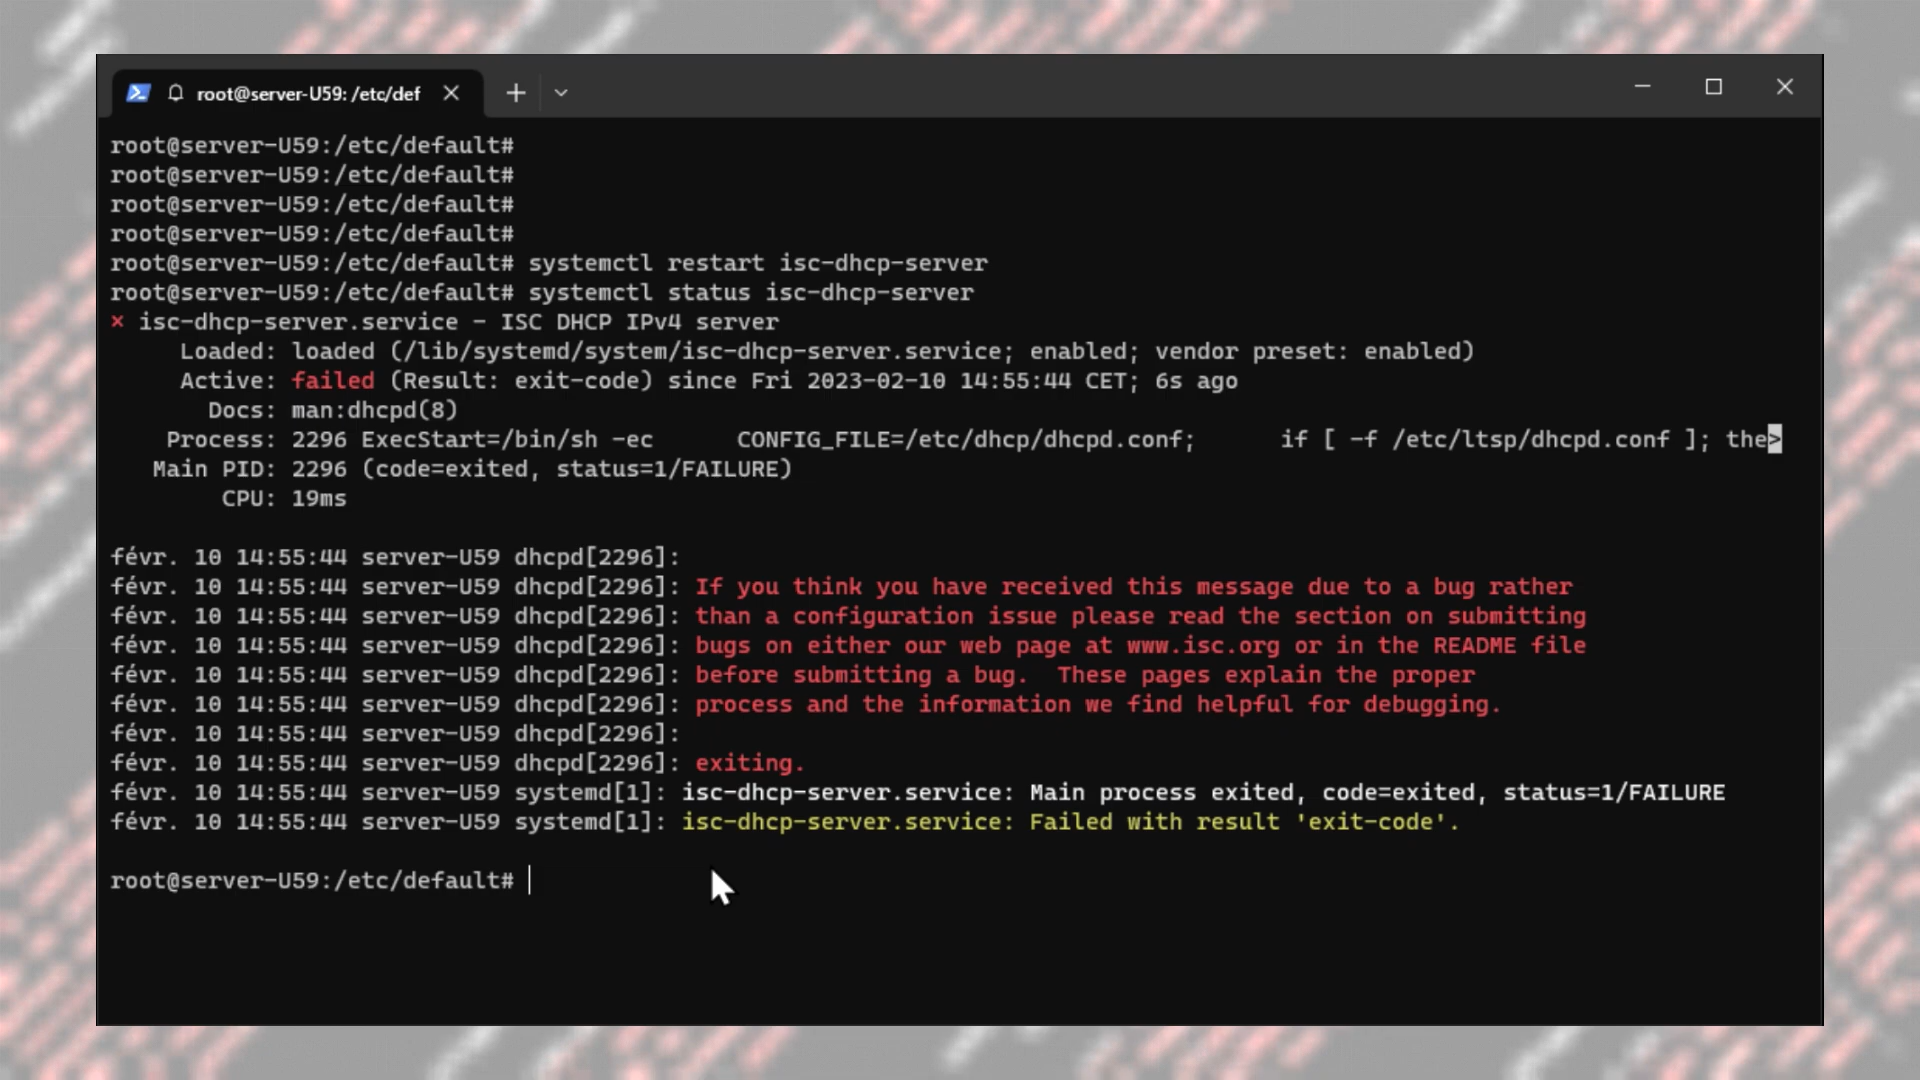 root@server-U59: /etc/def
root@server-U59:/etc/default#
root@server-U59:/etc/default#
root@server-U59:/etc/default#
root@server-U59:/etc/default#
root@server-U59:/etc/default# systemctl restart isc-dhcp-server
root@server-U59:/etc/default# systemctl status isc-dhcp-server
× isc-dhcp-server.service - ISC DHCP IPv4 server
     Loaded: loaded (/lib/systemd/system/isc-dhcp-server.service; enabled; vendor preset: enabled)
     Active: failed (Result: exit-code) since Fri 2023-02-10 14:55:44 CET; 6s ago
       Docs: man:dhcpd(8)
    Process: 2296 ExecStart=/bin/sh -ec      CONFIG_FILE=/etc/dhcp/dhcpd.conf;      if [ -f /etc/ltsp/dhcpd.conf ]; the>
   Main PID: 2296 (code=exited, status=1/FAILURE)
        CPU: 19ms
févr. 10 14:55:44 server-U59 dhcpd[2296]:
févr. 10 14:55:44 server-U59 dhcpd[2296]: If you think you have received this message due to a bug rather
févr. 10 14:55:44 server-U59 dhcpd[2296]: than a configuration issue please read the section on submitting
févr. 10 14:55:44 server-U59 dhcpd[2296]: bugs on either our web page at www.isc.org or in the README file
févr. 10 14:55:44 server-U59 dhcpd[2296]: before submitting a bug.  These pages explain the proper
févr. 10 14:55:44 server-U59 dhcpd[2296]: process and the information we find helpful for debugging.
févr. 10 14:55:44 server-U59 dhcpd[2296]:
févr. 10 14:55:44 server-U59 dhcpd[2296]: exiting.
févr. 10 14:55:44 server-U59 systemd[1]: isc-dhcp-server.service: Main process exited, code=exited, status=1/FAILURE
févr. 10 14:55:44 server-U59 systemd[1]: isc-dhcp-server.service: Failed with result 'exit-code'.
root@server-U59:/etc/default#